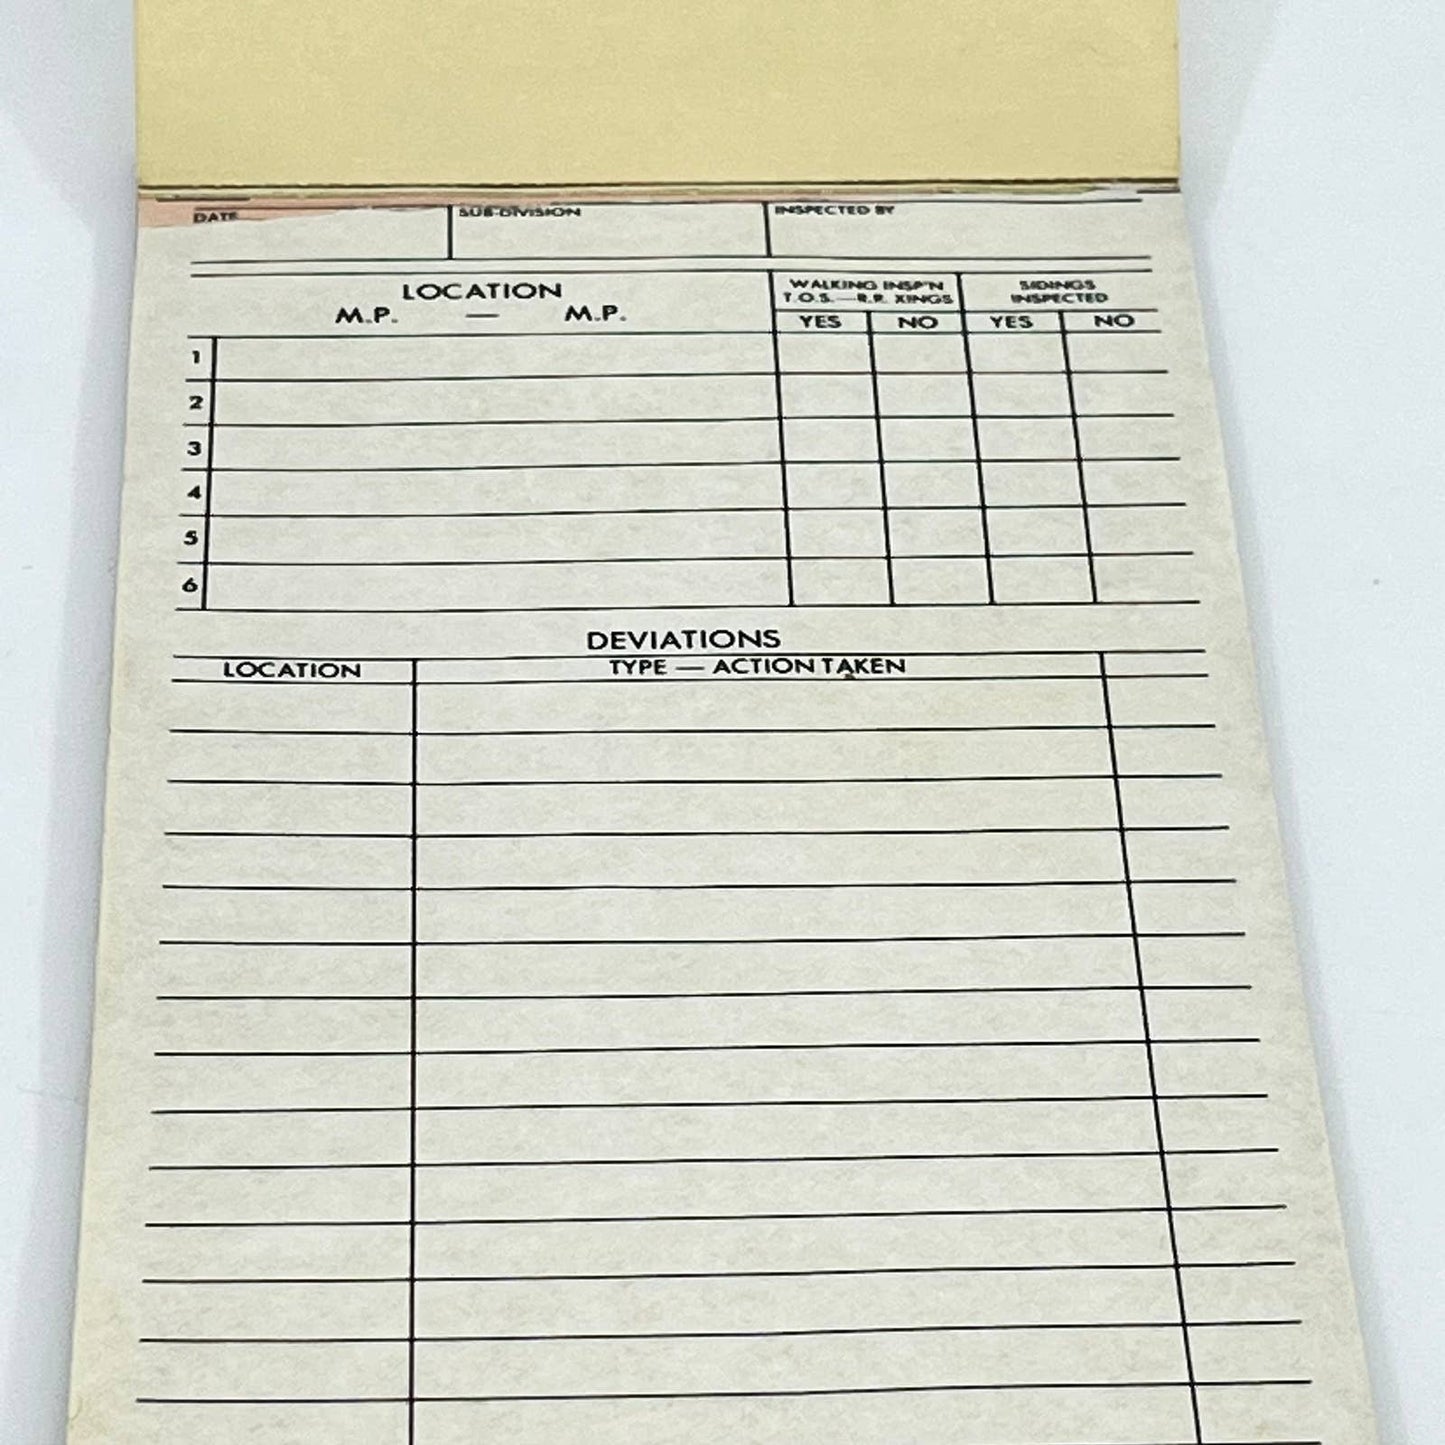 DATE SUB-DIVISION INSPECTED BY
LOCATION WALKING INSP'N SIDINGS
M.P. — M.P. T.O.S.—R.R. XINGS INSPECTED
YES NO YES NO
1
2
3
4
5
6
DEVIATIONS
LOCATION TYPE — ACTION TAKEN